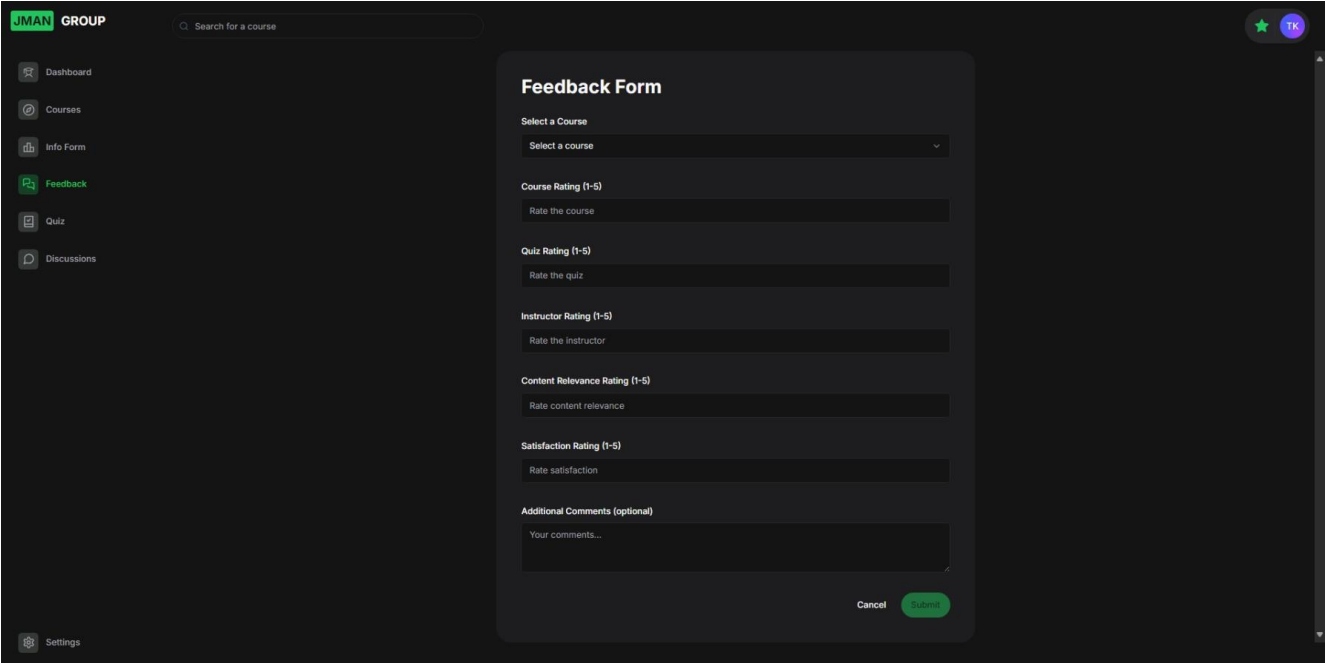 JMAN GROUP
Search for a course
TK
Dashboard
Courses
Info Form
Feedback
Quiz
Discussions
Settings
Feedback Form
Select a Course
Select a course
Course Rating (1-5)
Rate the course
Quiz Rating (1-5)
Rate the quiz
Instructor Rating (1-5)
Rate the instructor
Content Relevance Rating (1-5)
Rate content relevance
Satisfaction Rating (1-5)
Rate satisfaction
Additional Comments (optional)
Your comments...
Cancel Submit